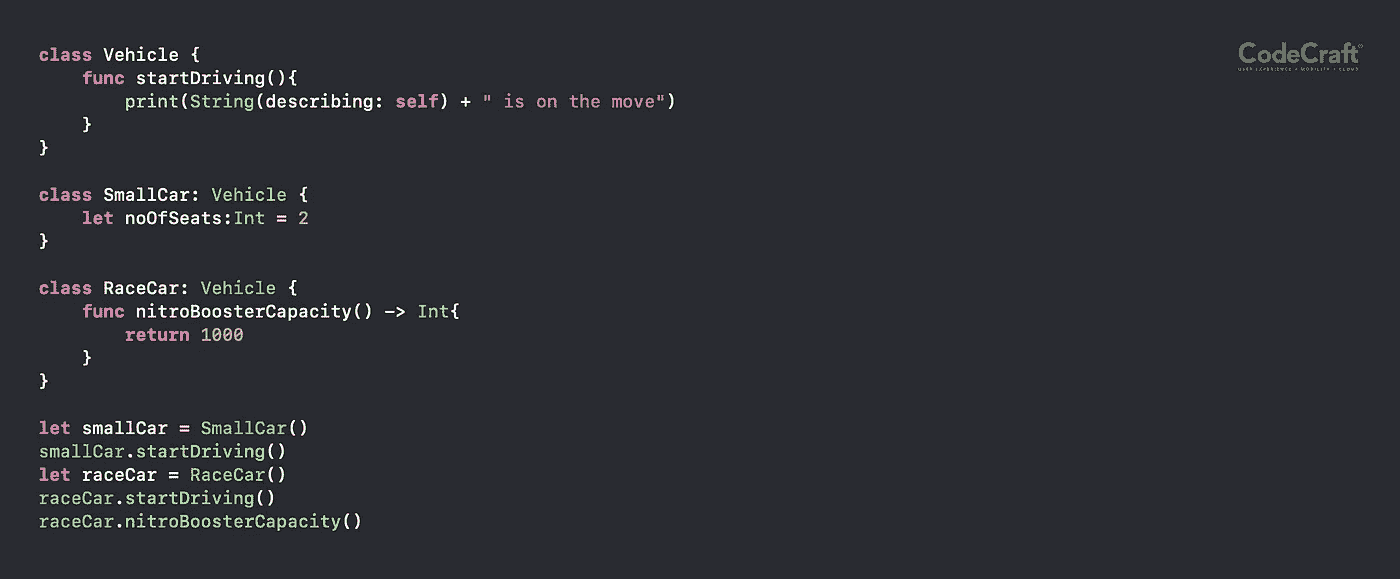 class Vehicle {
    func startDriving(){
        print(String(describing: self) + " is on the move")
    }
}

class SmallCar: Vehicle {
    let noOfSeats:Int = 2
}

class RaceCar: Vehicle {
    func nitroBoosterCapacity() -> Int{
        return 1000
    }
}

let smallCar = SmallCar()
smallCar.startDriving()
let raceCar = RaceCar()
raceCar.startDriving()
raceCar.nitroBoosterCapacity()
CodeCraft
USER EXPERIENCE • MOBILITY • CLOUD